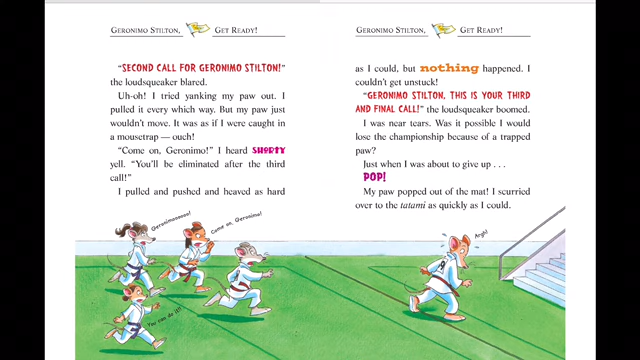 GERONIMO STILTON, GET READY!
"SECOND CALL FOR GERONIMO STILTON!"
the loudsqueaker blared.
Uh-oh! I tried yanking my paw out. I
pulled it every which way. But my paw just
wouldn't move. It was as if I were caught in
a mousetrap — ouch!
"Come on, Geronimo!" I heard SHORTY
yell. "You'll be eliminated after the third
call!"
I pulled and pushed and heaved as hard
Geronimooooo!
Come on, Geronimo!
You can do it!
GERONIMO STILTON, GET READY!
as I could, but nothing happened. I
couldn't get unstuck!
"GERONIMO STILTON, THIS IS YOUR THIRD
AND FINAL CALL!" the loudsqueaker boomed.
I was near tears. Was it possible I would
lose the championship because of a trapped
paw?
Just when I was about to give up . . .
POP!
My paw popped out of the mat! I scurried
over to the tatami as quickly as I could.
Argh!